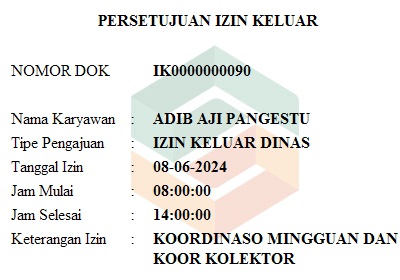 PERSETUJUAN IZIN KELUAR
NOMOR DOK IK0000000090
Nama Karyawan : ADIB AJI PANGESTU
Tipe Pengajuan : IZIN KELUAR DINAS
Tanggal Izin : 08-06-2024
Jam Mulai : 08:00:00
Jam Selesai : 14:00:00
Keterangan Izin : KOORDINASO MINGGUAN DAN
KOOR KOLEKTOR